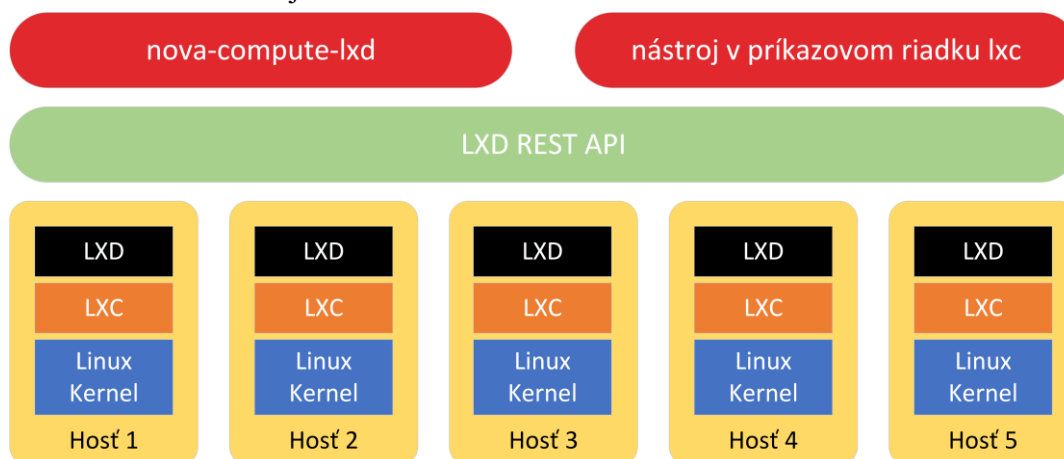 nova-compute-lxd
nástroj v príkazovom riadku lxc
LXD REST API
LXD
LXC
Linux
Kernel
Hosť 1
LXD
LXC
Linux
Kernel
Hosť 2
LXD
LXC
Linux
Kernel
Hosť 3
LXD
LXC
Linux
Kernel
Hosť 4
LXD
LXC
Linux
Kernel
Hosť 5